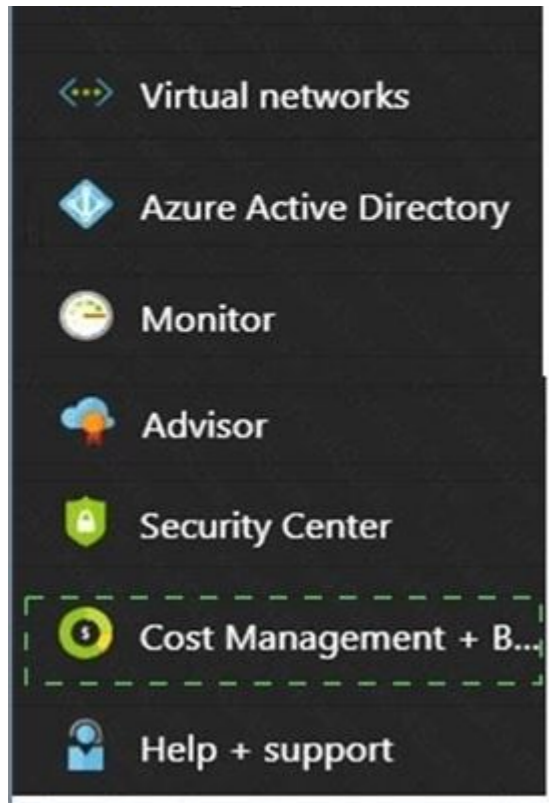 Virtual networks
Azure Active Directory
Monitor
Advisor
Security Center
Cost Management + B...
Help + support